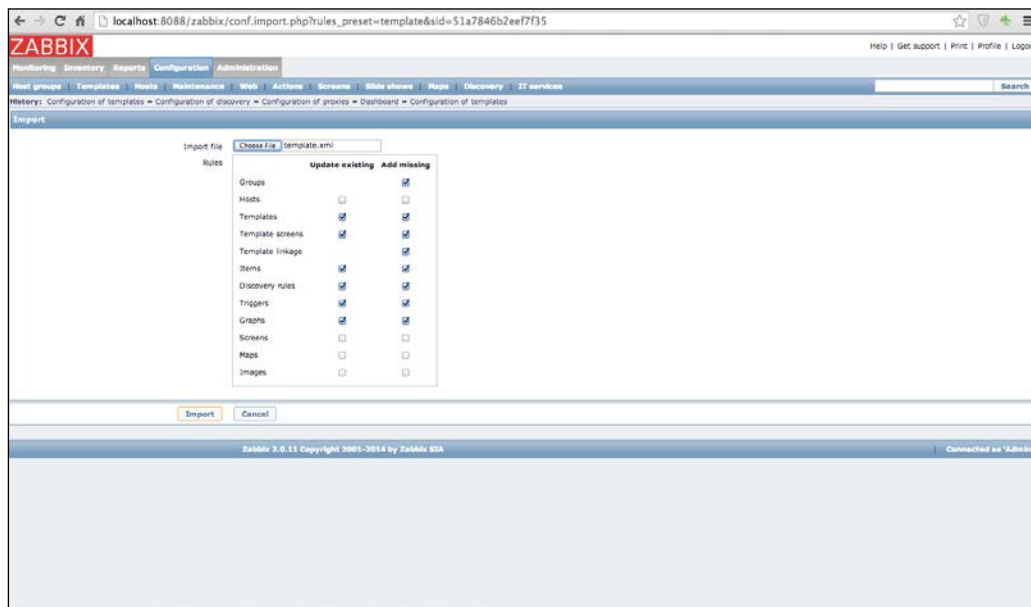 localhost:8088/zabbix/conf.import.php?rules_preset=template&sid=51a7846b2eef7f35
ZABBIX
Help | Get support | Print | Profile | Logou
Monitoring Inventory Reports Configuration Administration
Host groups | Templates | Hosts | Maintenance | Web | Actions | Screens | Slide shows | Maps | Discovery | IT services
Search
History: Configuration of templates » Configuration of discovery » Configuration of proxies » Dashboard » Configuration of templates
Import
Import file Choose File template.xml
Rules
Update existing Add missing
Groups
Hosts
Templates
Template screens
Template linkage
Items
Discovery rules
Triggers
Graphs
Screens
Maps
Images
Import Cancel
Zabbix 2.0.11 Copyright 2001-2014 by Zabbix SIA
Connected as 'Admin